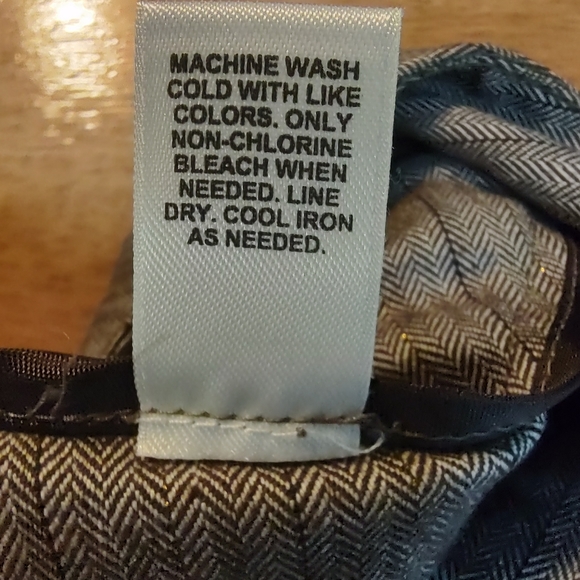 MACHINE WASH
COLD WITH LIKE
COLORS. ONLY
NON-CHLORINE
BLEACH WHEN
NEEDED. LINE
DRY. COOL IRON
AS NEEDED.